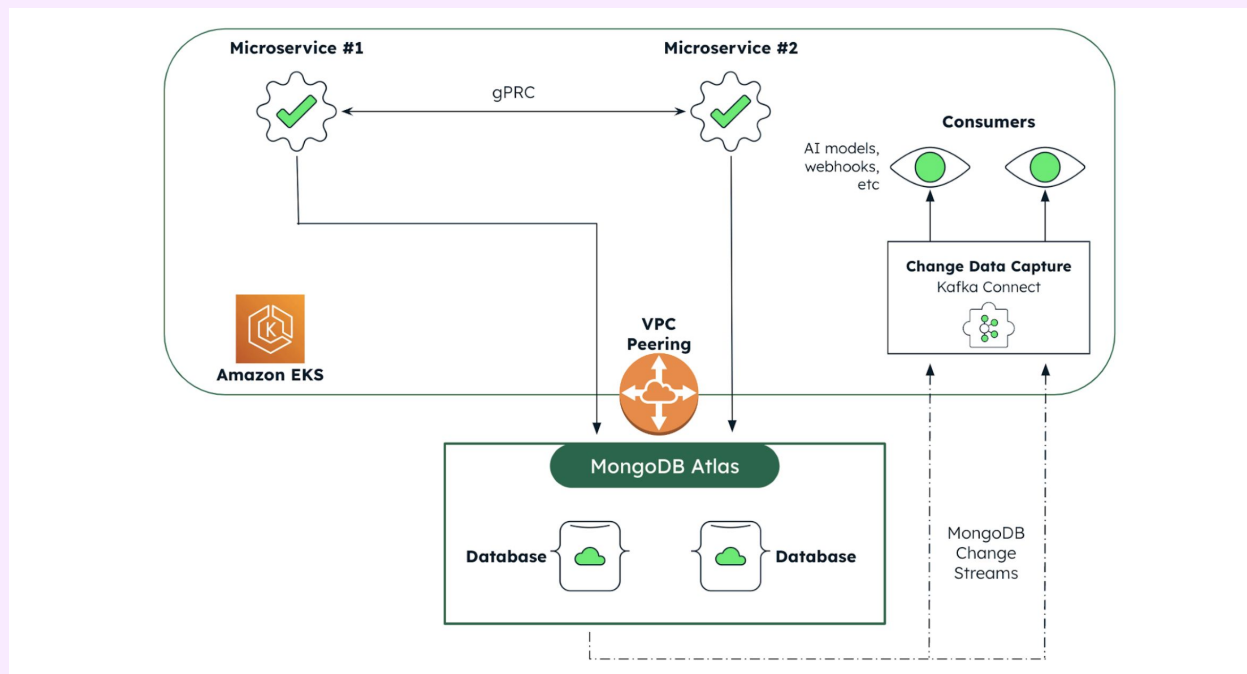 Microservice #1
Microservice #2
gPRC
Consumers
AI models,
webhooks,
etc
Change Data Capture
Kafka Connect
K
Amazon EKS
VPC
Peering
MongoDB Atlas
Database
Database
MongoDB
Change
Streams